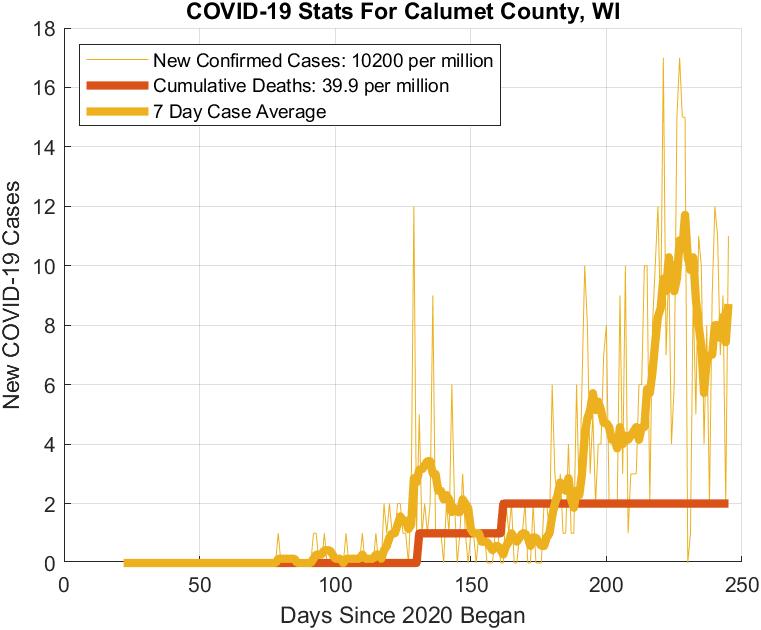 COVID-19 Stats For Calumet County, WI
New Confirmed Cases: 10200 per million
Cumulative Deaths: 39.9 per million
7 Day Case Average
New COVID-19 Cases
18
16
14
12
10
8
6
4
2
0
0 50 100 150 200 250
Days Since 2020 Began